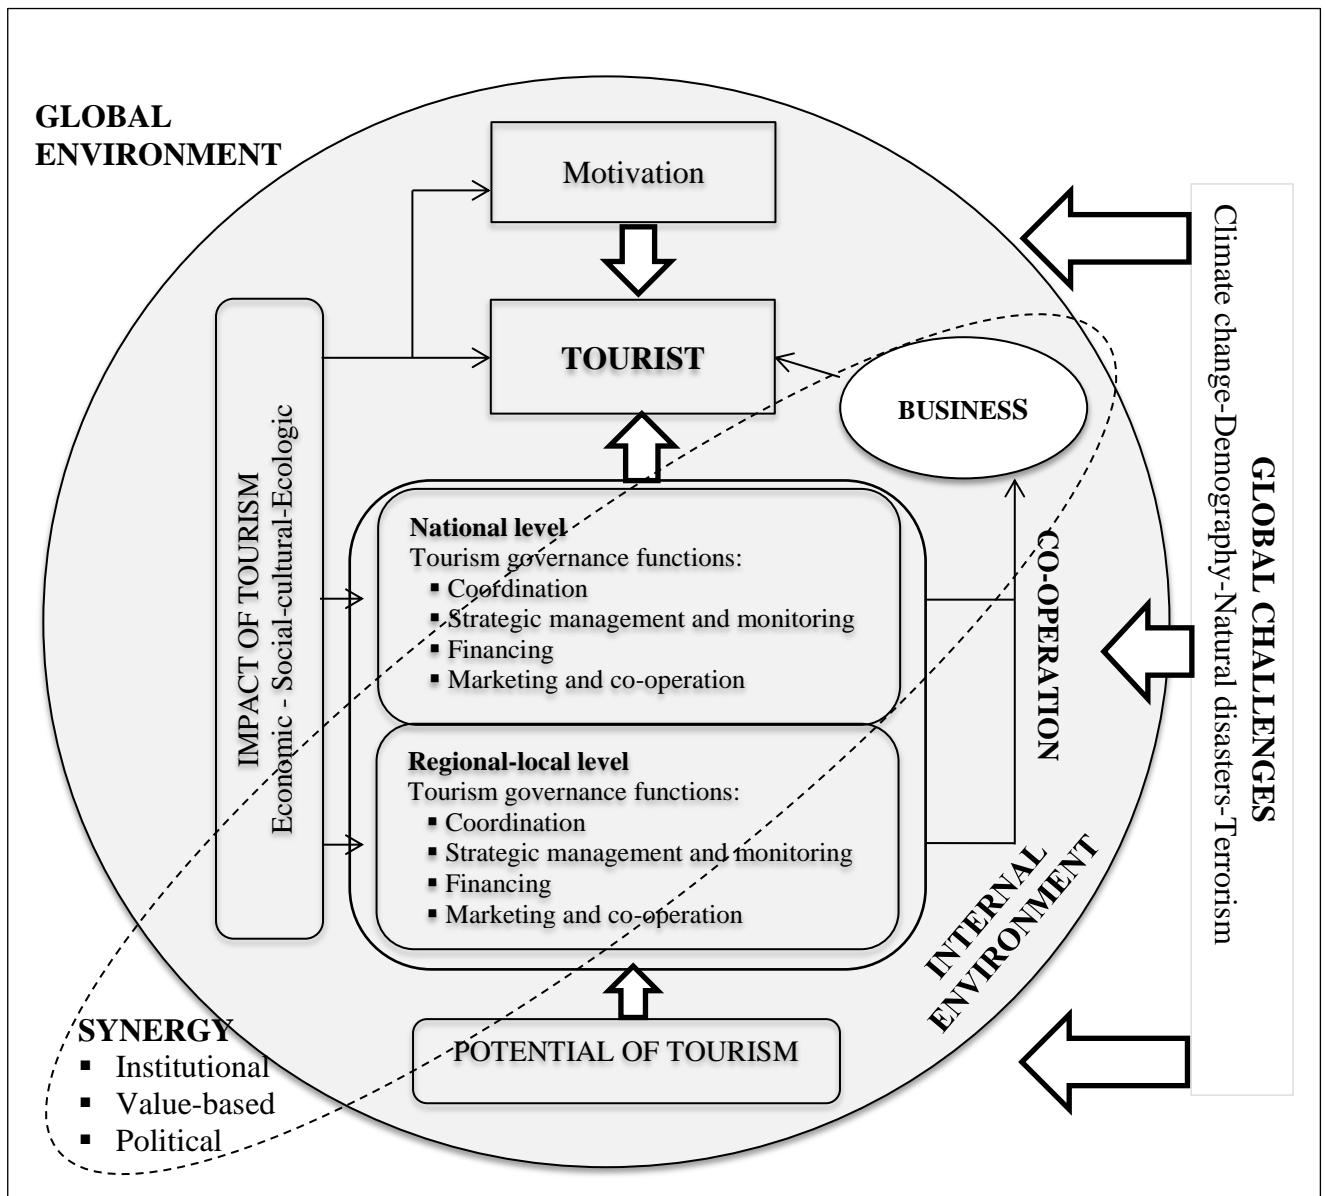 GLOBAL
ENVIRONMENT
Motivation
TOURIST
BUSINESS
IMPACT OF TOURISM
Economic - Social-cultural-Ecologic
National level
Tourism governance functions:
▪ Coordination
▪ Strategic management and monitoring
▪ Financing
▪ Marketing and co-operation
Regional-local level
Tourism governance functions:
▪ Coordination
▪ Strategic management and monitoring
▪ Financing
▪ Marketing and co-operation
CO-OPERATION
INTERNAL
ENVIRONMENT
GLOBAL CHALLENGES
Climate change-Demography-Natural disasters-Terrorism
POTENTIAL OF TOURISM
SYNERGY
▪ Institutional
▪ Value-based
▪ Political